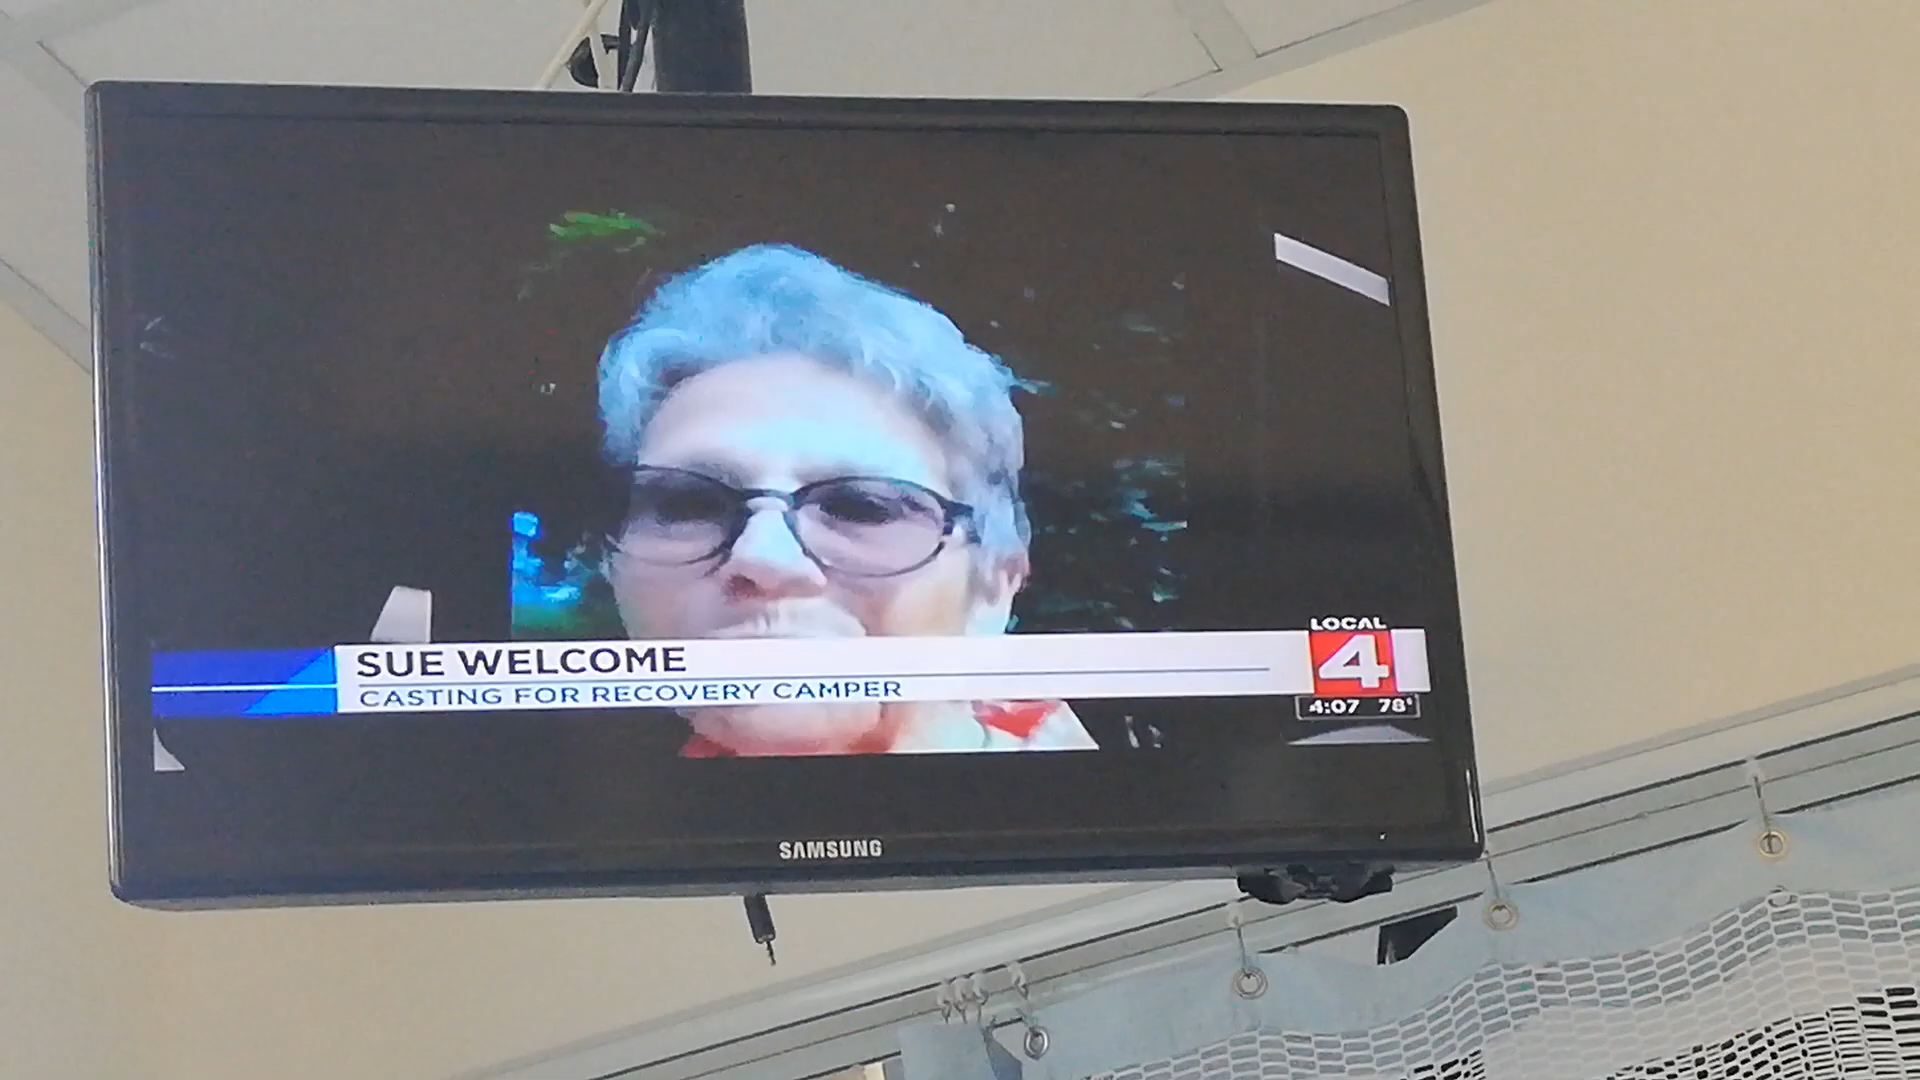 LOCAL
4
SUE WELCOME
CASTING FOR RECOVERY CAMPER
4:07 78°
SAMSUNG